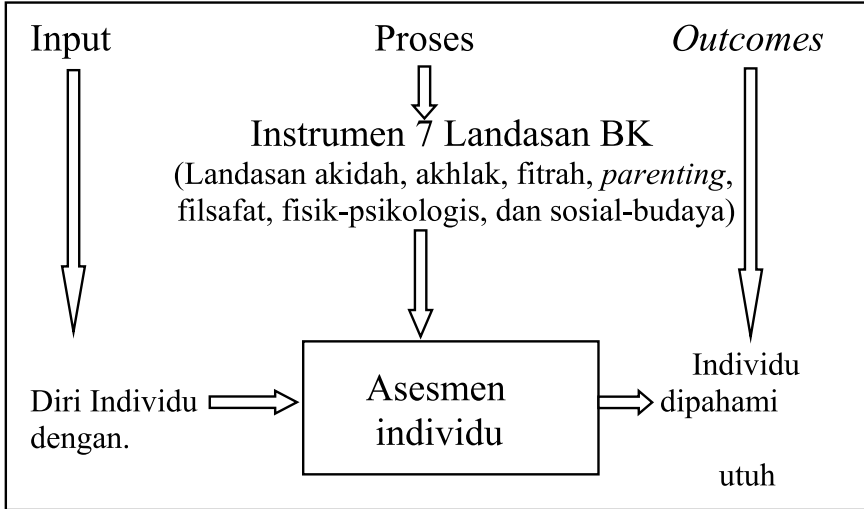 Input
Proses
Outcomes
Instrumen 7 Landasan BK
(Landasan akidah, akhlak, fitrah, parenting,
filsafat, fisik-psikologis, dan sosial-budaya)
Diri Individu
dengan.
Asesmen
individu
Individu
dipahami
utuh